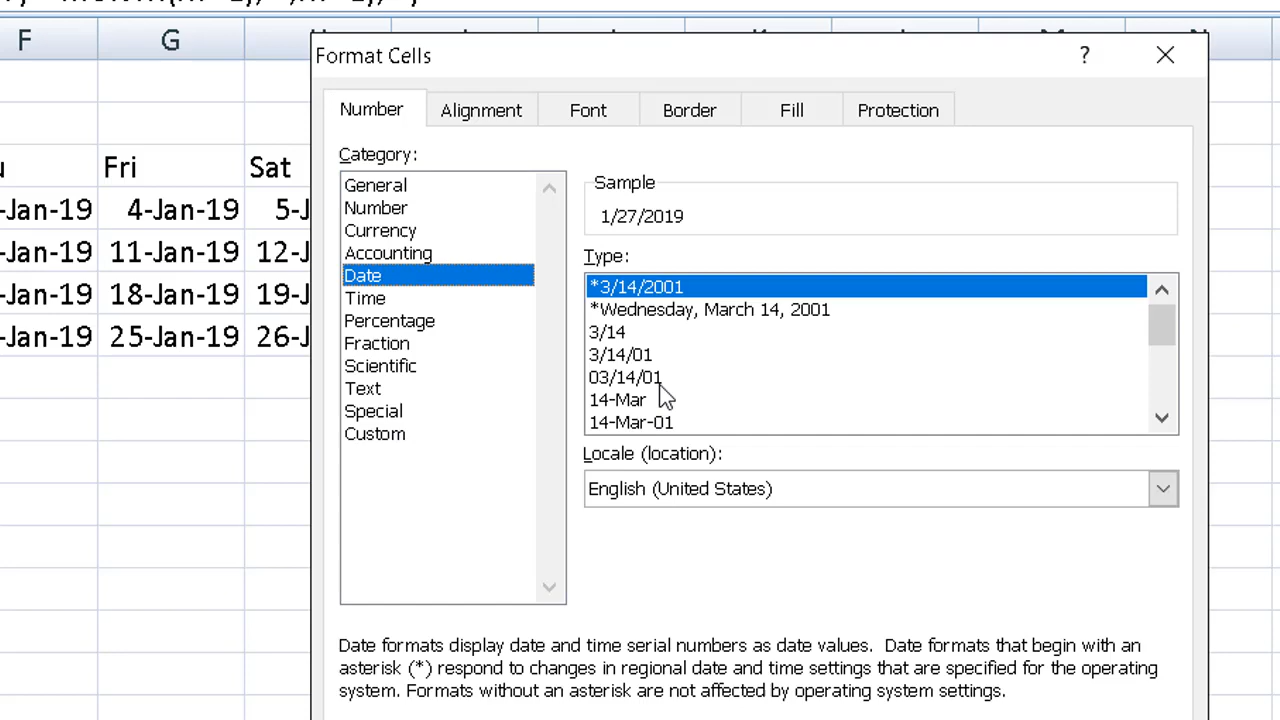 F G
Format Cells ? ×
Number Alignment Font Border Fill Protection
Category:
General
Number
Currency
Accounting
Date
Time
Percentage
Fraction
Scientific
Text
Special
Custom
Sample
1/27/2019
Type:
*3/14/2001
*Wednesday, March 14, 2001
3/14
3/14/01
03/14/01
14-Mar
14-Mar-01
Locale (location):
English (United States)
Date formats display date and time serial numbers as date values. Date formats that begin with an
asterisk (*) respond to changes in regional date and time settings that are specified for the operating
system. Formats without an asterisk are not affected by operating system settings.
Fri Sat
-Jan-19 4-Jan-19 5-J
-Jan-19 11-Jan-19 12-J
-Jan-19 18-Jan-19 19-J
-Jan-19 25-Jan-19 26-J